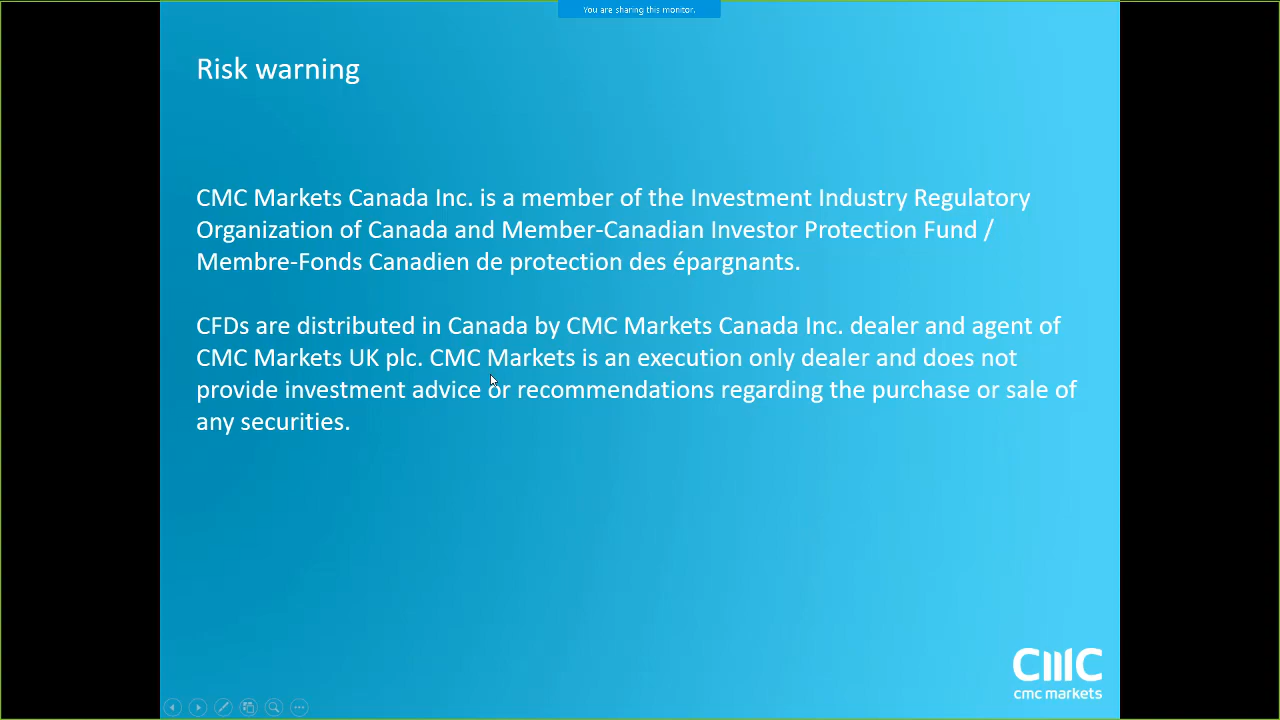 You are sharing this monitor.
Risk warning
CMC Markets Canada Inc. is a member of the Investment Industry Regulatory
Organization of Canada and Member-Canadian Investor Protection Fund /
Membre-Fonds Canadien de protection des épargnants.
CFDs are distributed in Canada by CMC Markets Canada Inc. dealer and agent of
CMC Markets UK plc. CMC Markets is an execution only dealer and does not
provide investment advice or recommendations regarding the purchase or sale of
any securities.
CMC
cmc markets